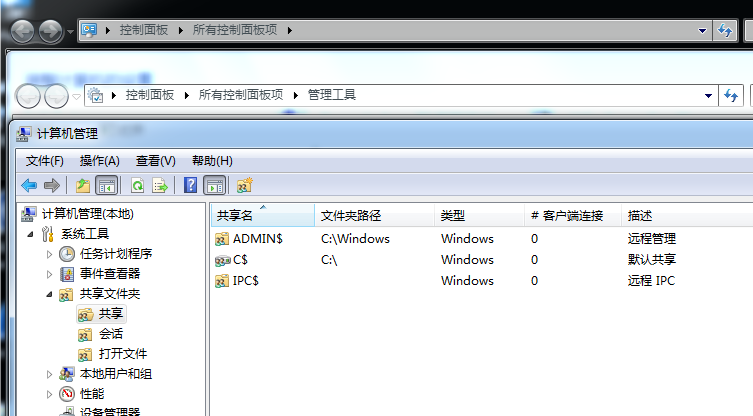 控制面板 所有控制面板项
控制面板 所有控制面板项 管理工具
计算机管理
文件(F) 操作(A) 查看(V) 帮助(H)
计算机管理(本地)
系统工具
任务计划程序
事件查看器
共享文件夹
共享
会话
打开文件
本地用户和组
性能
设备管理器
共享名 文件夹路径 类型 # 客户端连接 描述
ADMIN$ C:\Windows Windows 0 远程管理
C$ C:\ Windows 0 默认共享
IPC$ Windows 0 远程 IPC